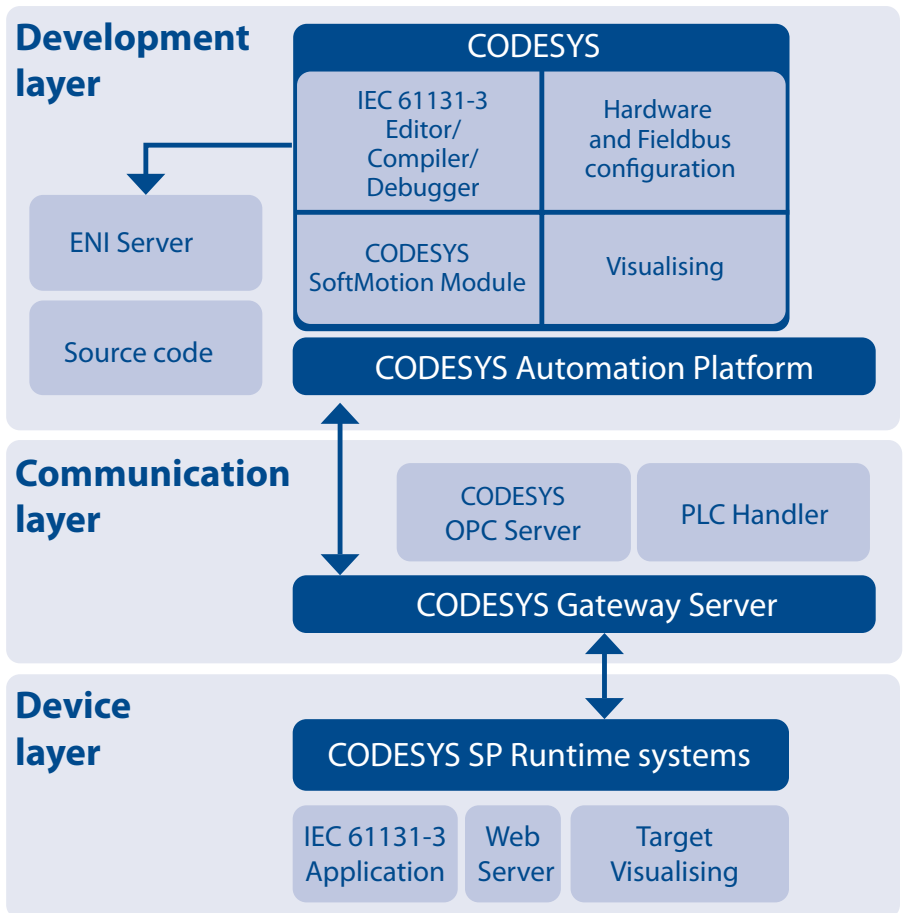 Development
layer
CODESYS
IEC 61131-3
Editor/
Compiler/
Debugger
Hardware
and Fieldbus
configuration
ENI Server
CODESYS
SoftMotion Module
Visualising
Source code
CODESYS Automation Platform
Communication
layer
CODESYS
OPC Server
PLC Handler
CODESYS Gateway Server
Device
layer
CODESYS SP Runtime systems
IEC 61131-3
Application
Web
Server
Target
Visualising